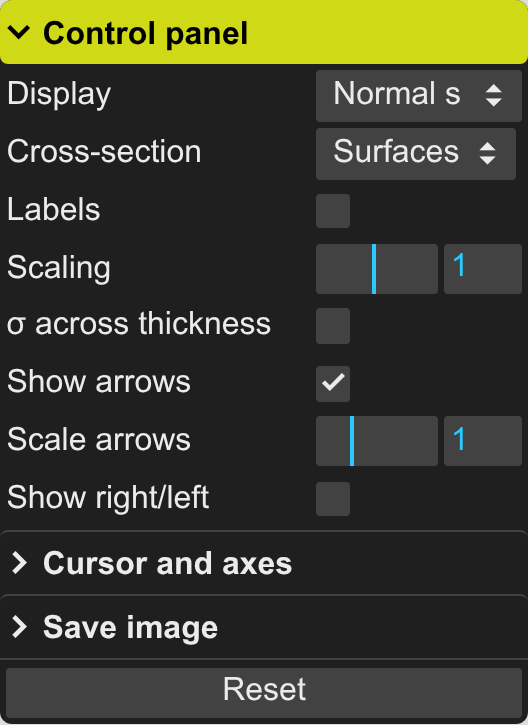 Control panel
Display Normal s
Cross-section Surfaces
Labels
Scaling 1
σ across thickness
Show arrows
Scale arrows 1
Show right/left
Cursor and axes
Save image
Reset